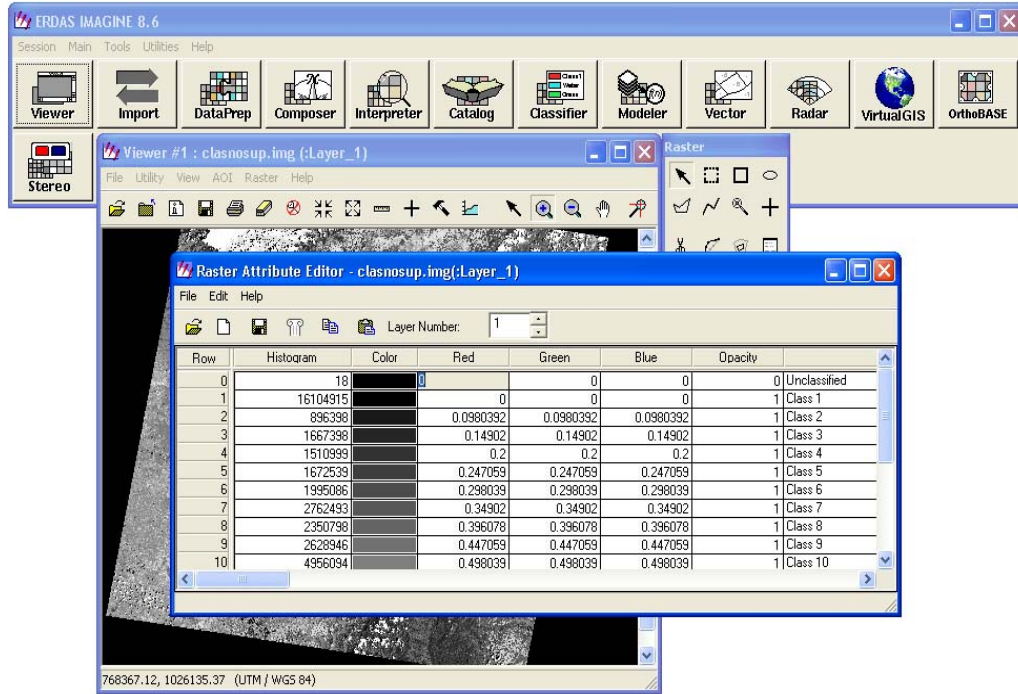 ERDAS IMAGINE 8.6
Session Main Tools Utilities Help
Viewer Import DataPrep Composer Interpreter Catalog Classifier Modeler Vector Radar VirtualGIS OrthoBASE
Stereo
Viewer #1 : clasnosup.img (:Layer_1)
File Utility View AOI Raster Help
Raster
Raster Attribute Editor - clasnosup.img(:Layer_1)
File Edit Help
Layer Number: 1
Row Histogram Color Red Green Blue Opacity
0 18 0 0 0 0 Unclassified
1 16104915 0 0 0 1 Class 1
2 896398 0.0980392 0.0980392 0.0980392 1 Class 2
3 1667398 0.14902 0.14902 0.14902 1 Class 3
4 1510999 0.2 0.2 0.2 1 Class 4
5 1672539 0.247059 0.247059 0.247059 1 Class 5
6 1995086 0.298039 0.298039 0.298039 1 Class 6
7 2762493 0.34902 0.34902 0.34902 1 Class 7
8 2350798 0.396078 0.396078 0.396078 1 Class 8
9 2628946 0.447059 0.447059 0.447059 1 Class 9
10 4956094 0.498039 0.498039 0.498039 1 Class 10
768367.12, 1026135.37 (UTM / WGS 84)